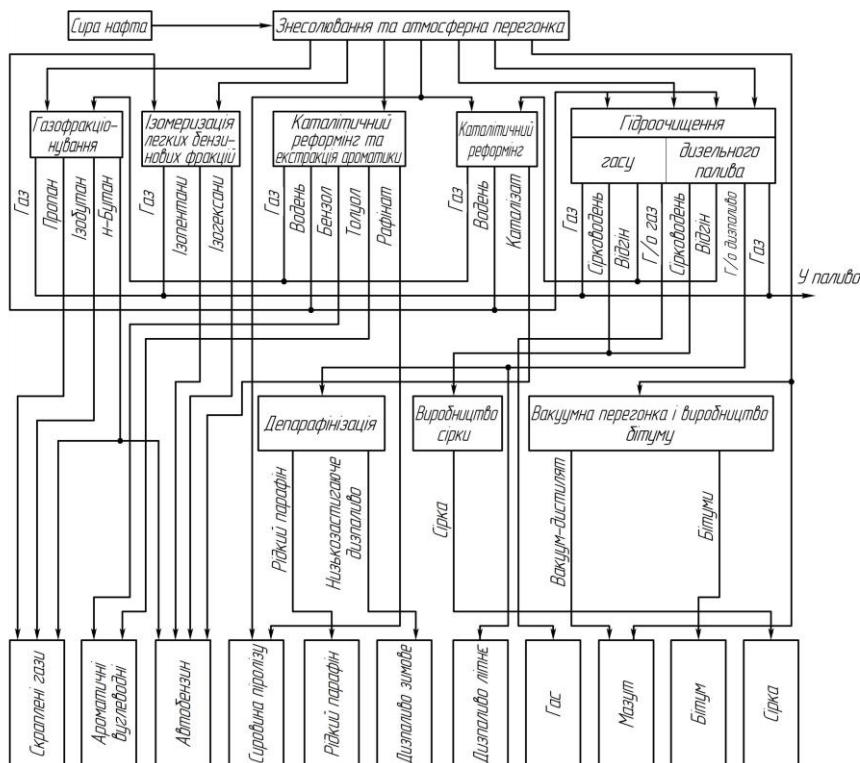 Сира нафта
Знесолювання та атмосферна перегонка
Газофракціо-
нування
Ізомеризація
легких бензи-
нових фракцій
Каталітичний
реформінг та
екстракція ароматики
Каталітичний
реформінг
Гідроочищення
гасу
дизельного
палива
Газ
Пропан
Ізобутан
н-Бутан
Газ
Ізопентани
Ізогексани
Газ
Водень
Бензол
Толуол
Рафінат
Газ
Водень
Каталізат
Газ
Сірководень
Відгін
Г/о газ
Сірководень
Відгін
Г/о дизпаливо
Газ
У паливо
Депарафінізація
Виробництво
сірки
Вакуумна перегонка і виробництво
бітуму
Рідкий парафін
Низькозастигаюче
дизпаливо
Сірка
Вакуум-дистилят
Бітуми
Скраплені гази
Ароматичні
вуглеводні
Автобензин
Сировина піролізу
Рідкий парафін
Дизпаливо зимове
Дизпаливо літнє
Гас
Мазут
Бітум
Сірка